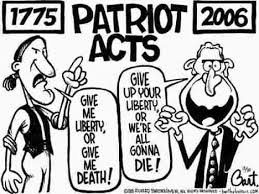 1775
PATRIOT
ACTS
2006
GIVE
ME
LIBERTY,
OR
GIVE ME
DEATH!
GIVE
UP YOUR
LIBERTY,
OR
WE'RE
ALL
GONNA
DIE!